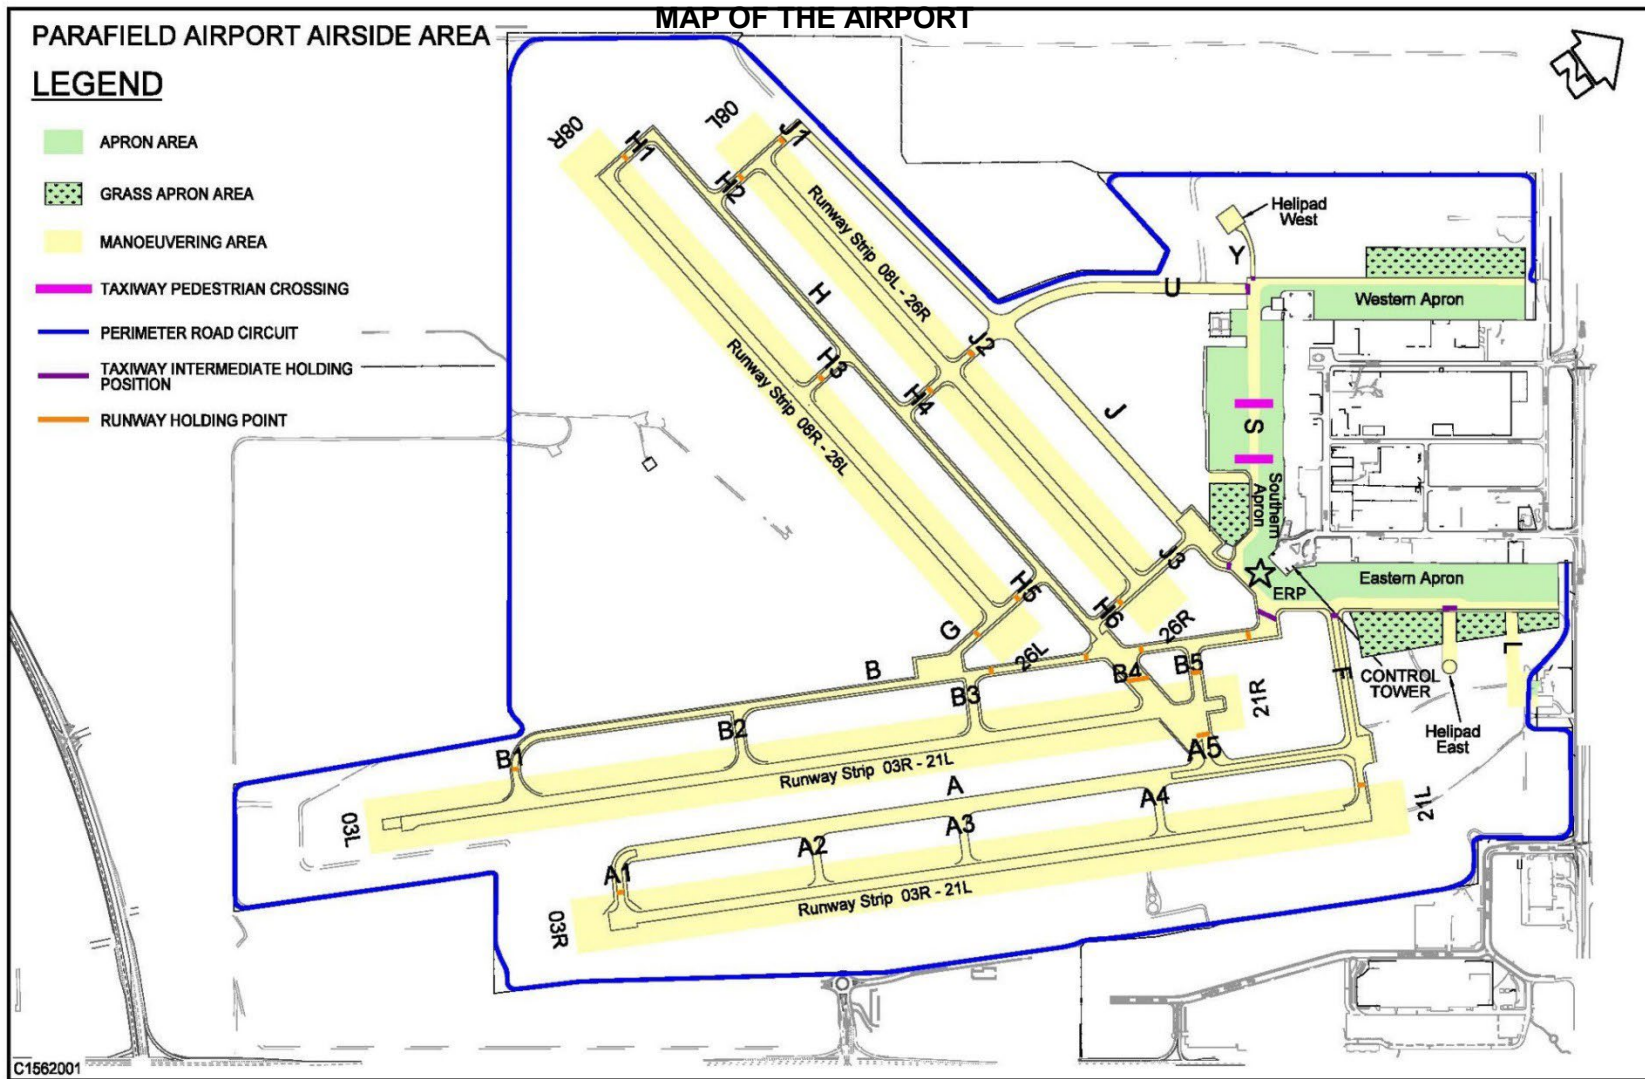 MAP OF THE AIRPORT
PARAFIELD AIRPORT AIRSIDE AREA
LEGEND
APRON AREA
GRASS APRON AREA
MANOEUVERING AREA
TAXIWAY PEDESTRIAN CROSSING
PERIMETER ROAD CIRCUIT
TAXIWAY INTERMEDIATE HOLDING
POSITION
RUNWAY HOLDING POINT
N
08R
08L
H1
J1
H2
Runway Strip 08L - 26R
H
Runway Strip 08R - 26L
H3
H4
J2
J
U
Y
Helipad
West
Western Apron
S
Southern
Apron
J3
H5
H6
G
26L
26R
ERP
Eastern Apron
CONTROL
TOWER
Helipad
East
L
F
B
B1
B2
B3
B4
B5
21R
Runway Strip 03R - 21L
03L
A
A1
A2
A3
A4
A5
21L
Runway Strip 03R - 21L
03R
C1562001